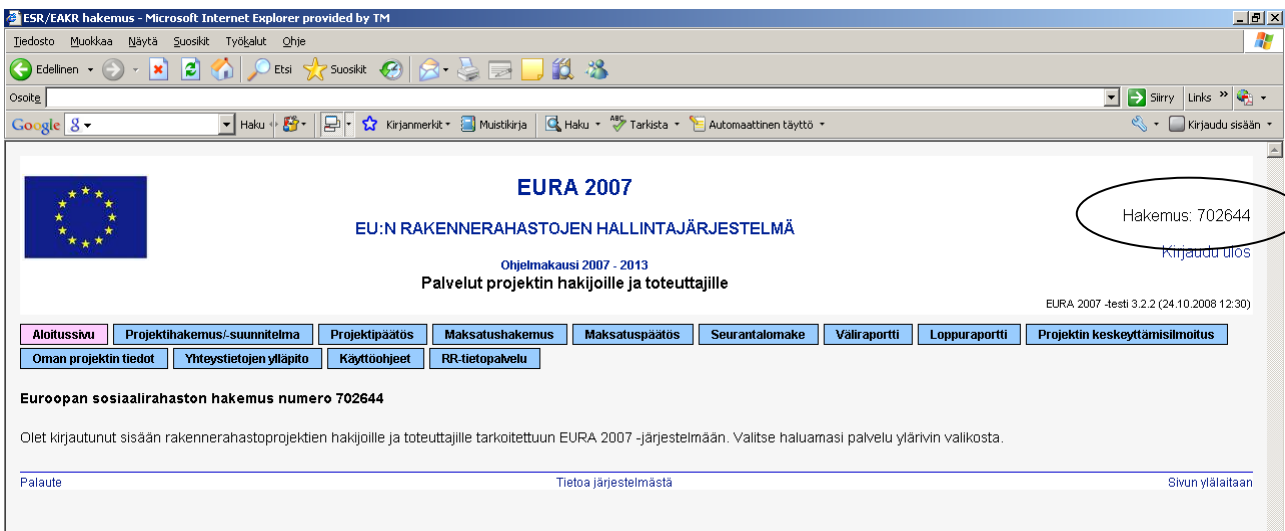 ESR/EAKR hakemus - Microsoft Internet Explorer provided by TM
Tiedosto Muokkaa Näytä Suosikit Työkalut Ohje
Edellinen Etsi Suosikit
Osoite Siirry Links »
Google Haku Kirjanmerkit Muistikirja Haku Tarkista Automaattinen täyttö Kirjaudu sisään
EURA 2007
Hakemus: 702644
EU:N RAKENNERAHASTOJEN HALLINTAJÄRJESTELMÄ
Kirjaudu ulos
Ohjelmakausi 2007 - 2013
Palvelut projektin hakijoille ja toteuttajille
EURA 2007 -testi 3.2.2 (24.10.2008 12:30)
Aloitussivu Projektihakemus/-suunnitelma Projektipäätös Maksatushakemus Maksatuspäätös Seurantalomake Väliraportti Loppuraportti Projektin keskeyttämisilmoitus
Oman projektin tiedot Yhteystietojen ylläpito Käyttöohjeet RR-tietopalvelu
Euroopan sosiaalirahaston hakemus numero 702644
Olet kirjautunut sisään rakennerahastoprojektien hakijoille ja toteuttajille tarkoitettuun EURA 2007 -järjestelmään. Valitse haluamasi palvelu ylärivin valikosta.
Palaute Tietoa järjestelmästä Sivun ylälaitaan